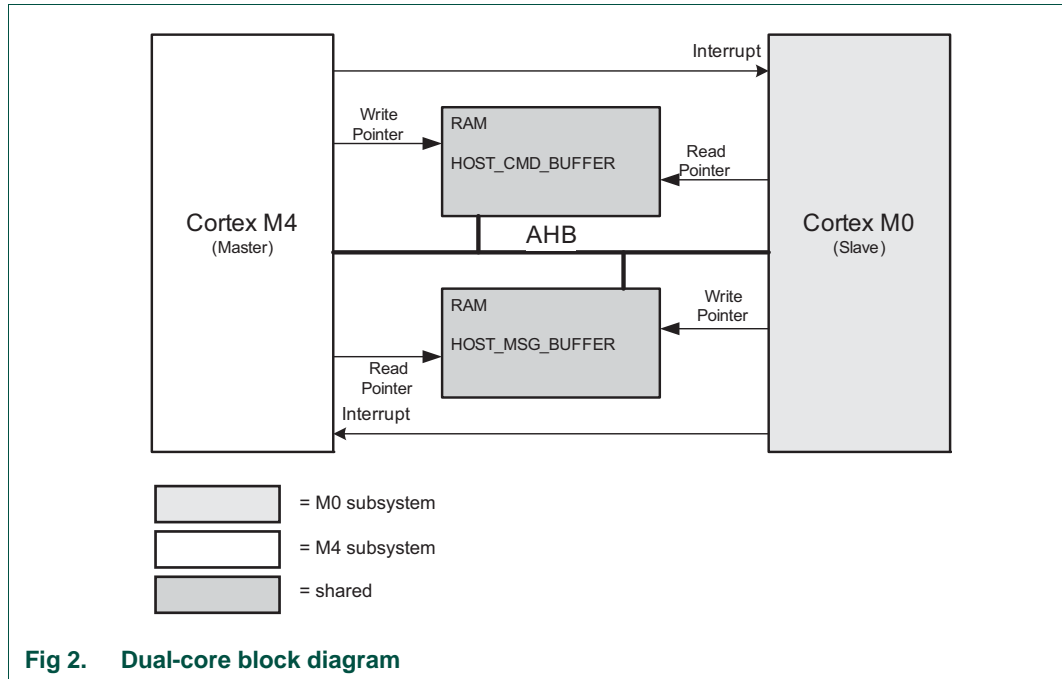 Interrupt
Write
Pointer
RAM
HOST_CMD_BUFFER
Read
Pointer
Cortex M4
(Master)
AHB
Cortex M0
(Slave)
RAM
HOST_MSG_BUFFER
Write
Pointer
Read
Pointer
Interrupt
= M0 subsystem
= M4 subsystem
= shared
Fig 2. Dual-core block diagram